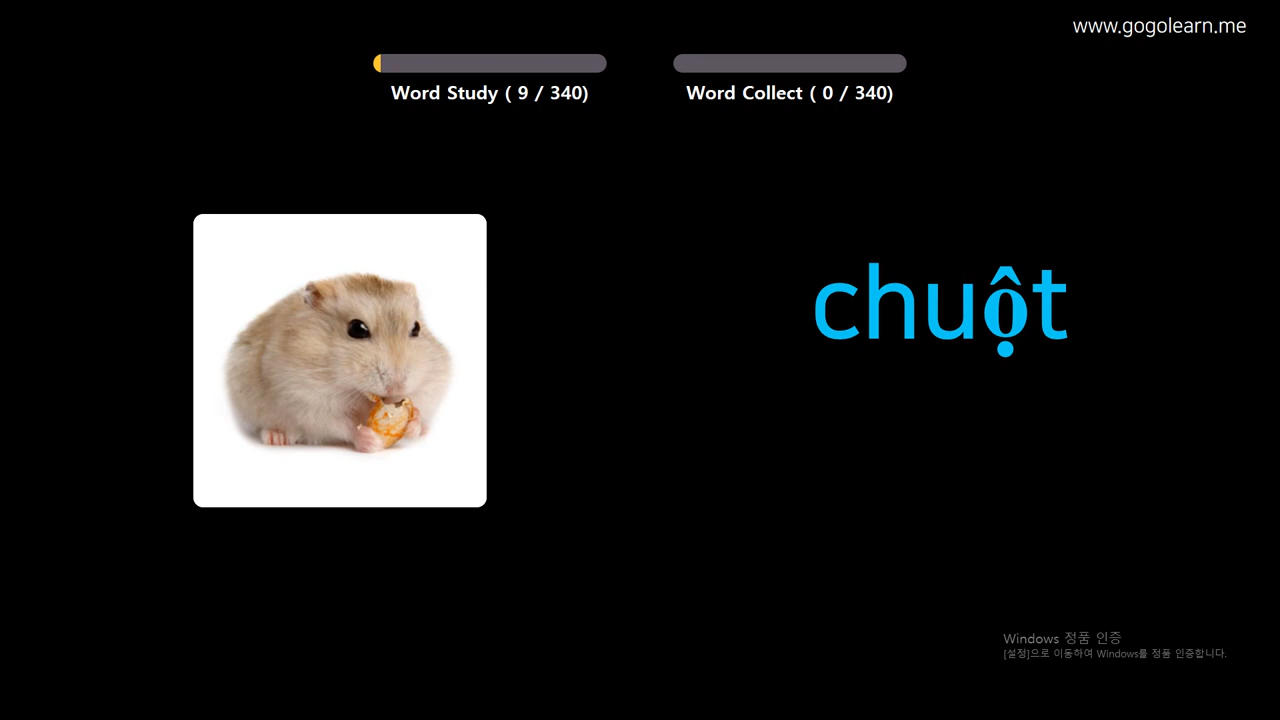 www.gogolearn.me
Word Study ( 9 / 340)
Word Collect ( 0 / 340)
chuột
Windows 정품 인증
[설정]으로 이동하여 Windows를 정품 인증합니다.